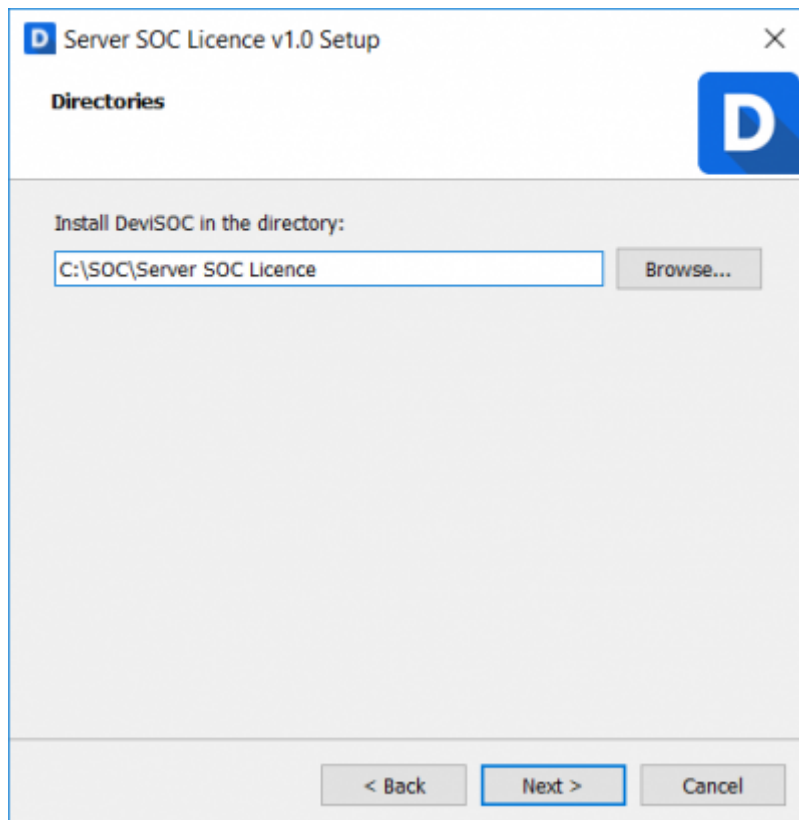 D Server SOC Licence v1.0 Setup
Directories
D
Install DeviSOC in the directory:
C:\SOC\Server SOC Licence
Browse...
< Back
Next >
Cancel